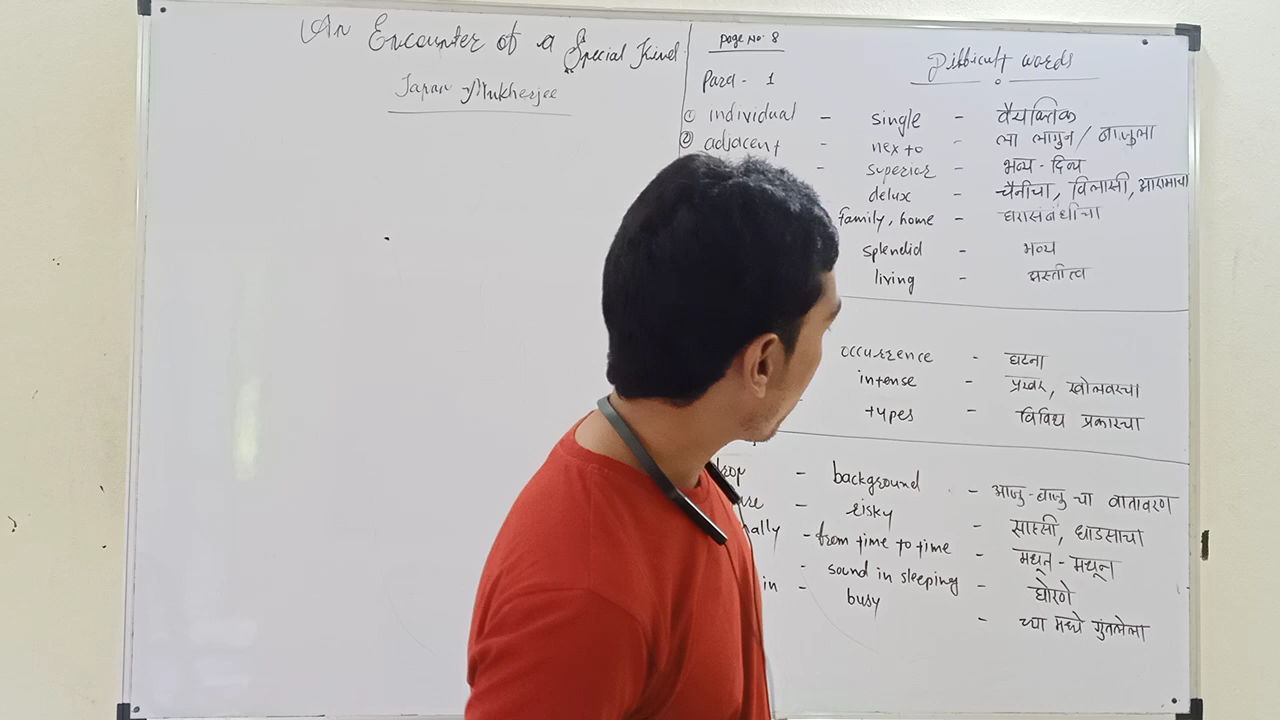 An Encounter of a Special Kind
Tapan Mukherjee
Page No: 8
Difficult words
Para - 1
① individual - single - वैयक्तिक
② adjacent - nex to - ला लागुन / बाजुला
- superior - भव्य - दिव्य
delux - चैनीचा, विलासी, आरामाचा
family, home - घरासंबंधीचा
splendid - भव्य
living - अस्तीत्व
occurrence - घटना
intense - प्रखर, खोलवरचा
types - विविध प्रकारचा
drop - background - आजु-बाजु चा वातावरण
- risky - साहसी, धाडसाचा
nally - from time to time - मधून - मधून
- sound in sleeping - घोरणे
in - busy - च्या मध्ये गुंतलेला